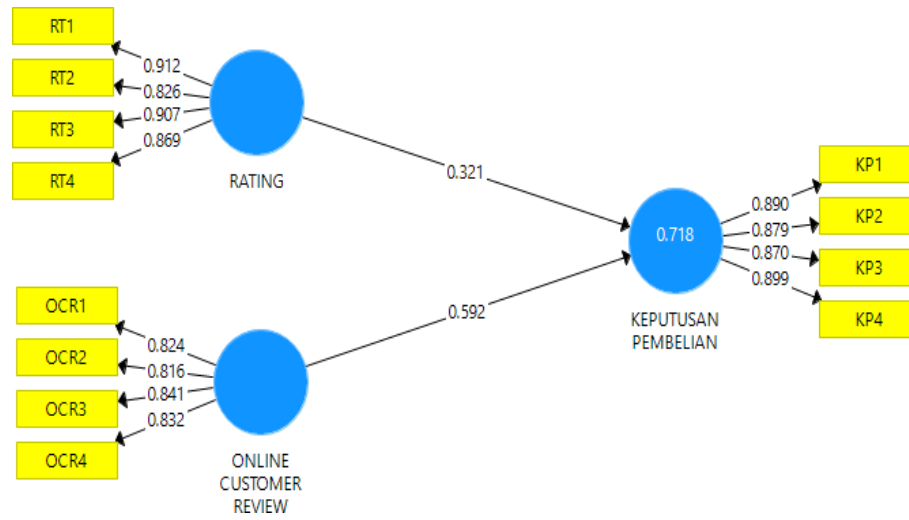 RT1
RT2
RT3
RT4
0.912
0.826
0.907
0.869
RATING
0.321
OCR1
OCR2
OCR3
OCR4
0.824
0.816
0.841
0.832
ONLINE
CUSTOMER
REVIEW
0.592
0.718
KEPUTUSAN
PEMBELIAN
0.890
0.879
0.870
0.899
KP1
KP2
KP3
KP4